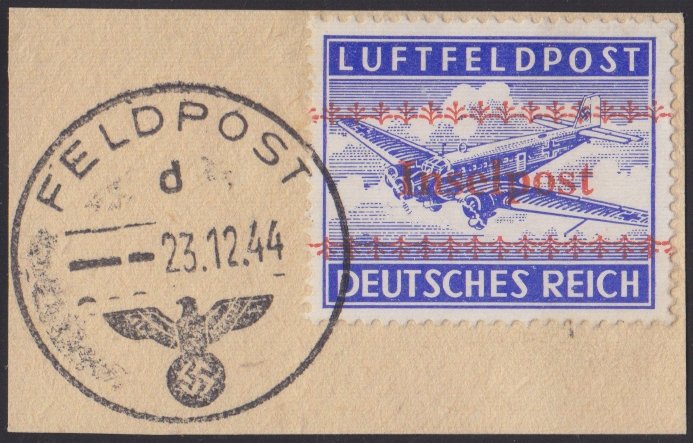 LUFTFELDPOST
Inselpost
DEUTSCHES REICH
FELDPOST
d
23.12.44